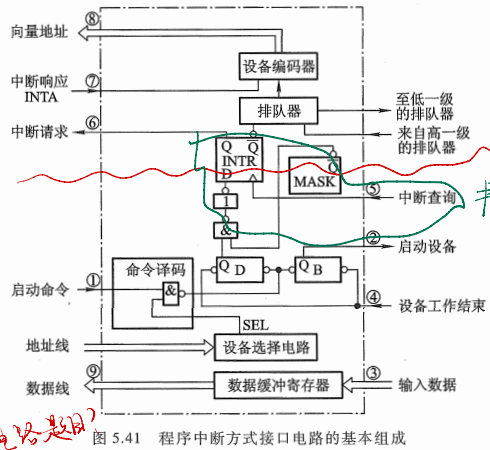 ⑧
向量地址
设备编码器
中断响应 ⑦
INTA
排队器
至低一级
的排队器
中断请求 ⑥
来自高一级
的排队器
Q Q
INTR
D
Q
MASK
⑤
中断查询
1
&
②
启动设备
命令译码
Q D
Q B
启动命令 ①
&
④
设备工作结束
SEL
地址线
设备选择电路
⑨
数据线
数据缓冲寄存器
③
输入数据
电路题目)
图 5.41 程序中断方式接口电路的基本组成